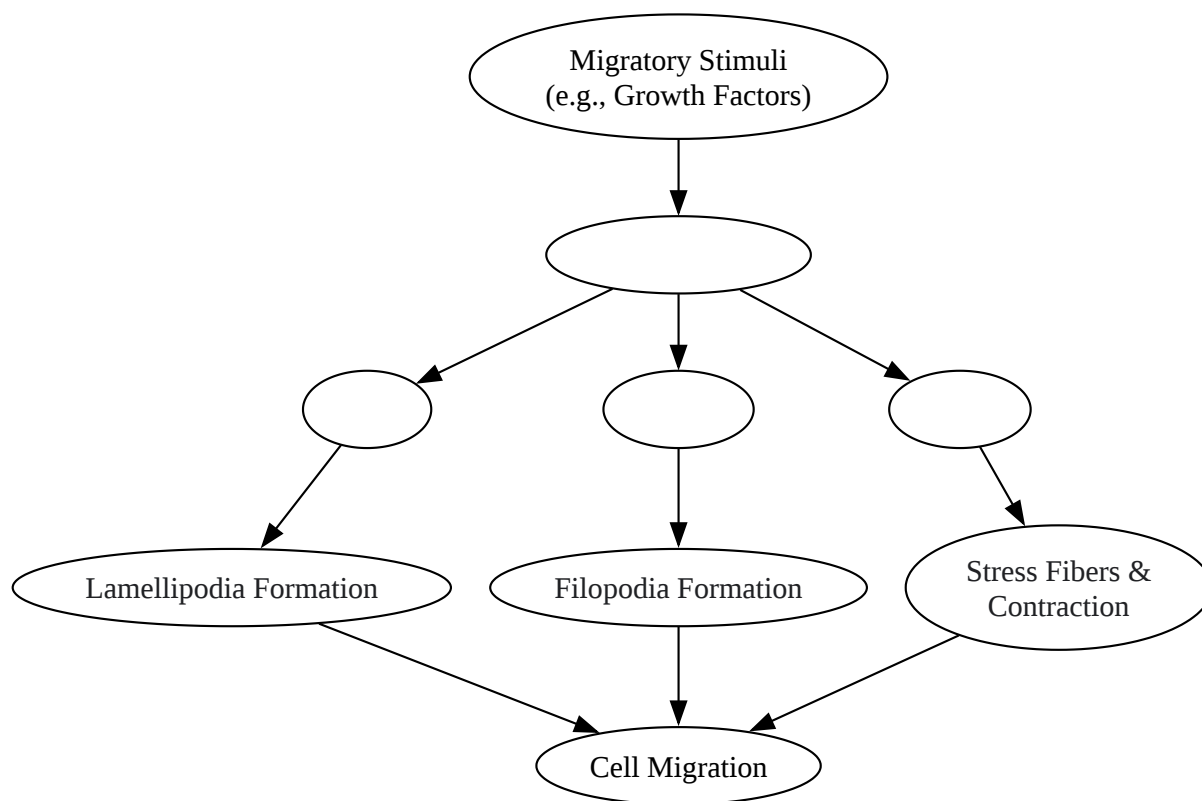 Migratory Stimuli
(e.g., Growth Factors)
Lamellipodia Formation
Filopodia Formation
Stress Fibers &
Contraction
Cell Migration